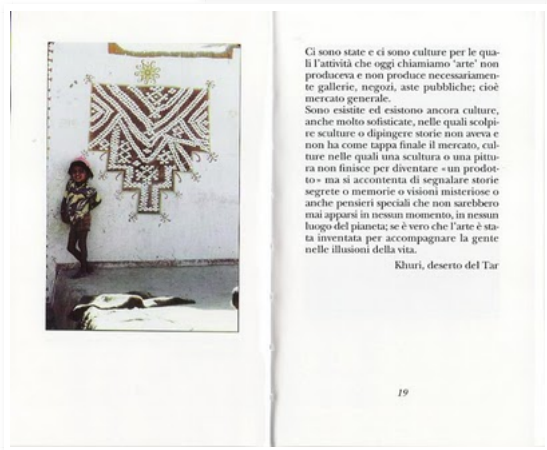 Ci sono state e ci sono culture per le qua-
li l'attività che oggi chiamiamo 'arte' non
produceva e non produce necessariamen-
te gallerie, negozi, aste pubbliche; cioè
mercato generale.
Sono esistite ed esistono ancora culture,
anche molto sofisticate, nelle quali scolpi-
re sculture o dipingere storie non aveva e
non ha come tappa finale il mercato, cul-
ture nelle quali una scultura o una pittu-
ra non finisce per diventare «un prodot-
to» ma si accontenta di segnalare storie
segrete o memorie o visioni misteriose o
anche pensieri speciali che non sarebbero
mai apparsi in nessun momento, in nessun
luogo del pianeta; se è vero che l'arte è sta-
ta inventata per accompagnare la gente
nelle illusioni della vita.
Khuri, deserto del Tar
19